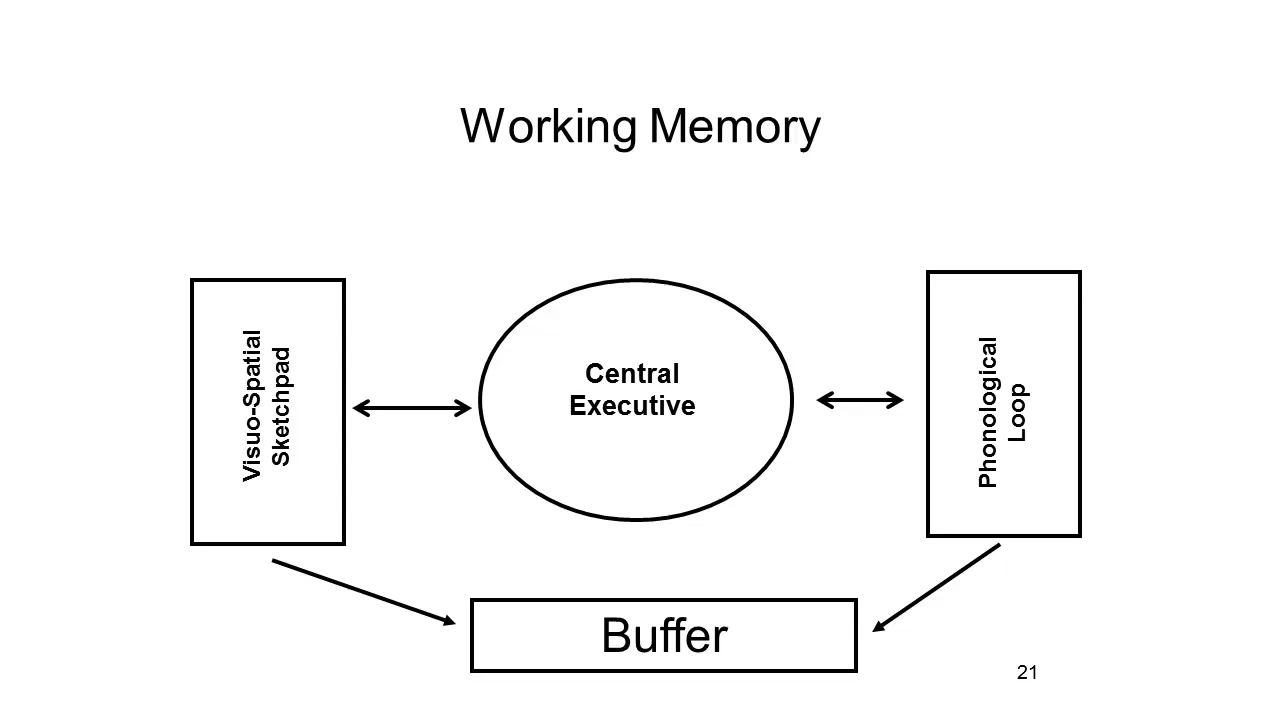 Working Memory
Visuo-Spatial
Sketchpad
Central
Executive
Phonological
Loop
Buffer
21